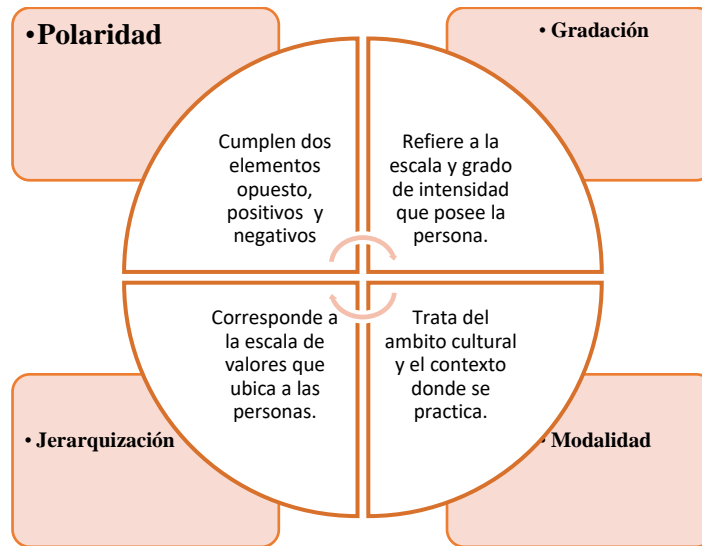 •Polaridad
• Gradación
Cumplen dos
elementos
opuesto,
positivos y
negativos
Refiere a la
escala y grado
de intensidad
que posee la
persona.
Corresponde a
la escala de
valores que
ubica a las
personas.
Trata del
ambito cultural
y el contexto
donde se
practica.
• Jerarquización
• Modalidad